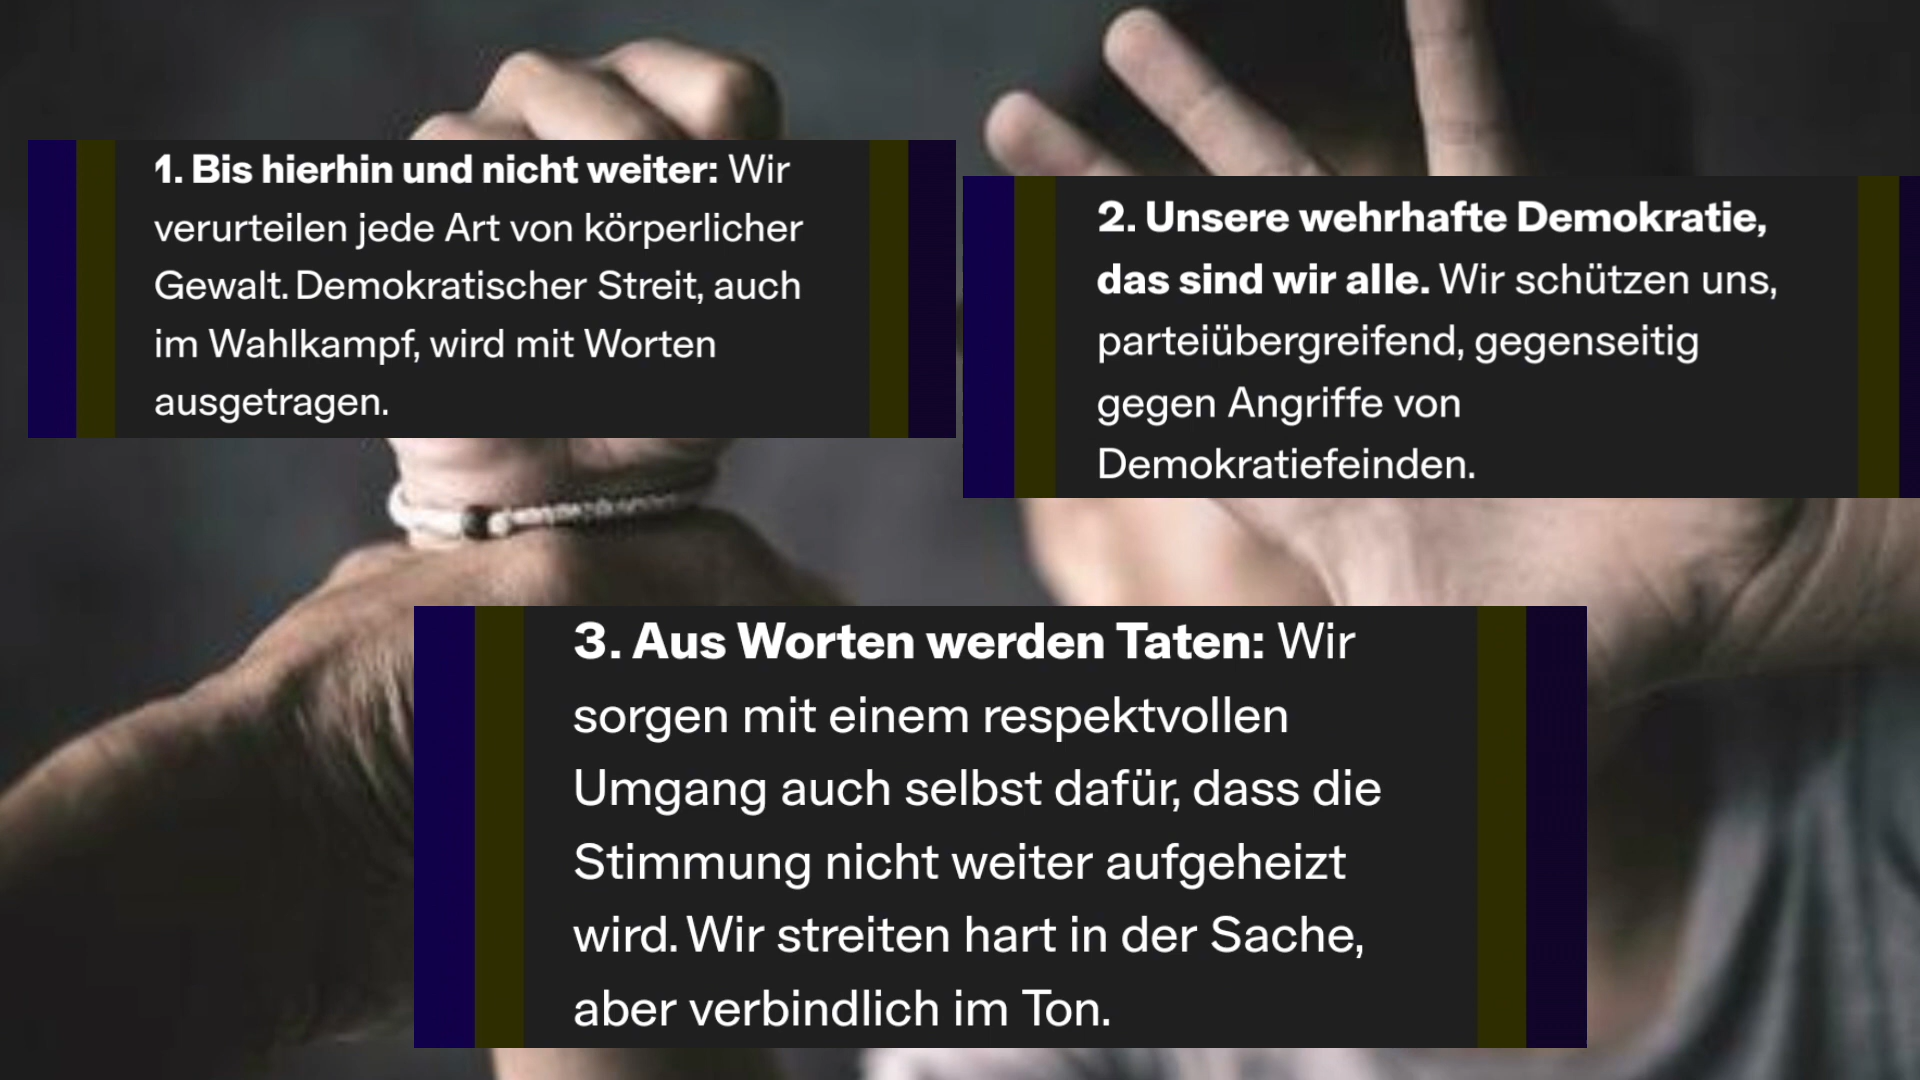 1. Bis hierhin und nicht weiter: Wir
verurteilen jede Art von körperlicher
Gewalt. Demokratischer Streit, auch
im Wahlkampf, wird mit Worten
ausgetragen.
2. Unsere wehrhafte Demokratie,
das sind wir alle. Wir schützen uns,
parteiübergreifend, gegenseitig
gegen Angriffe von
Demokratiefeinden.
3. Aus Worten werden Taten: Wir
sorgen mit einem respektvollen
Umgang auch selbst dafür, dass die
Stimmung nicht weiter aufgeheizt
wird. Wir streiten hart in der Sache,
aber verbindlich im Ton.